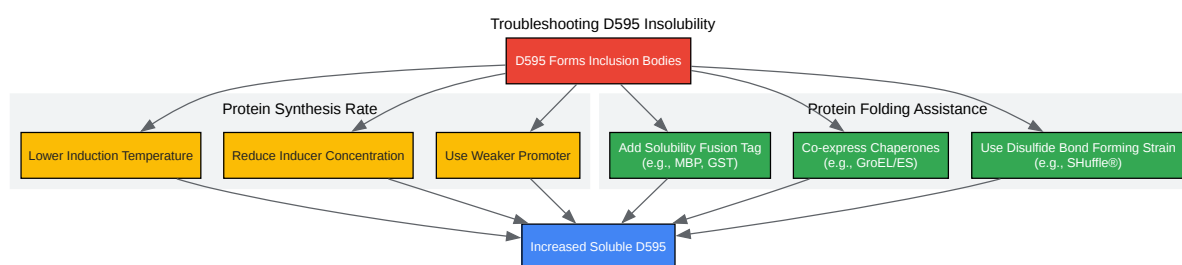 Troubleshooting D595 Insolubility
D595 Forms Inclusion Bodies
Protein Synthesis Rate
Protein Folding Assistance
Lower Induction Temperature
Reduce Inducer Concentration
Use Weaker Promoter
Add Solubility Fusion Tag
(e.g., MBP, GST)
Co-express Chaperones
(e.g., GroEL/ES)
Use Disulfide Bond Forming Strain
(e.g., SHuffle®)
Increased Soluble D595